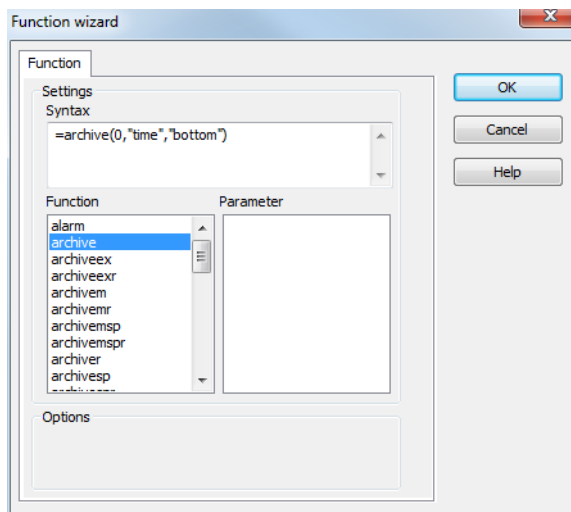 Function wizard
Function
Settings
Syntax
=archive(0,"time","bottom")
Function
Parameter
alarm
archive
archiveex
archiveexr
archivem
archivemr
archivemsp
archivemspr
archiver
archivesp
Options
OK
Cancel
Help